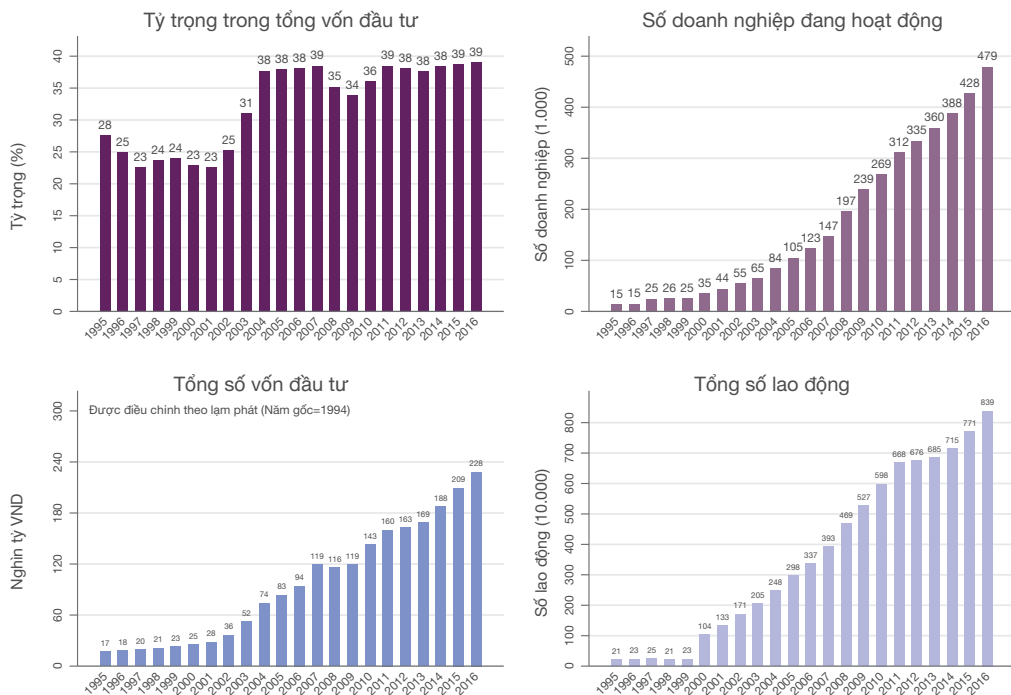 Tỷ trọng trong tổng vốn đầu tư
Tỷ trọng (%)
0 5 10 15 20 25 30 35 40
28 25 23 24 24 23 23 25 31 38 38 38 39 35 34 36 39 38 38 38 39 39
1995 1996 1997 1998 1999 2000 2001 2002 2003 2004 2005 2006 2007 2008 2009 2010 2011 2012 2013 2014 2015 2016
Số doanh nghiệp đang hoạt động
Số doanh nghiệp (1.000)
0 100 200 300 400 500
15 15 25 26 25 35 44 55 65 84 105 123 147 197 239 269 312 335 360 388 428 479
1995 1996 1997 1998 1999 2000 2001 2002 2003 2004 2005 2006 2007 2008 2009 2010 2011 2012 2013 2014 2015 2016
Tổng số vốn đầu tư
Được điều chỉnh theo lạm phát (Năm gốc=1994)
Nghìn tỷ VND
0 60 120 180 240 300
17 18 20 21 23 25 28 36 52 74 83 94 119 116 119 143 160 163 169 188 209 228
1995 1996 1997 1998 1999 2000 2001 2002 2003 2004 2005 2006 2007 2008 2009 2010 2011 2012 2013 2014 2015 2016
Tổng số lao động
Số lao động (10.000)
0 100 200 300 400 500 600 700 800
21 23 25 21 23 104 133 171 205 248 298 337 393 469 527 598 668 676 685 715 771 839
1995 1996 1997 1998 1999 2000 2001 2002 2003 2004 2005 2006 2007 2008 2009 2010 2011 2012 2013 2014 2015 2016